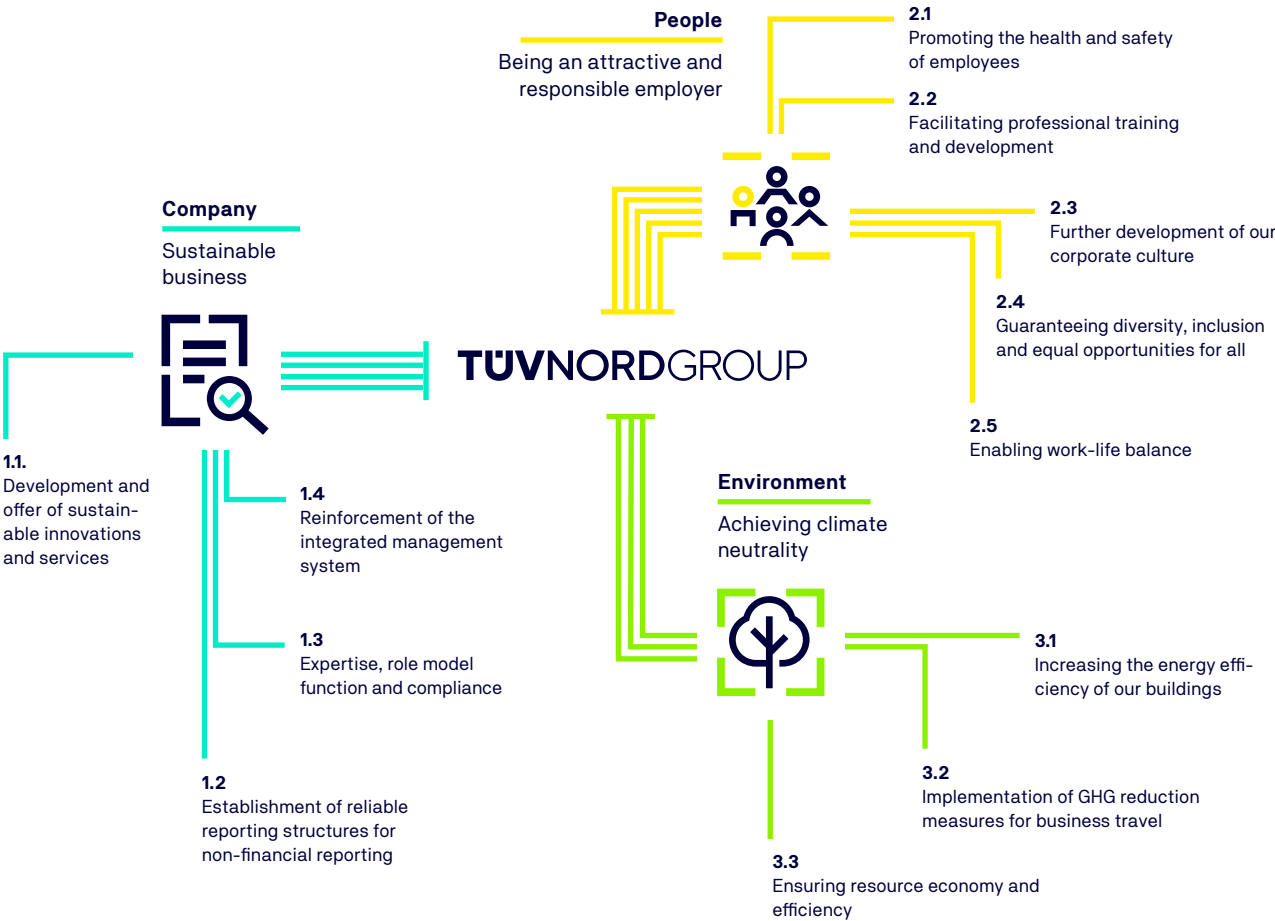 People
Being an attractive and
responsible employer
2.1
Promoting the health and safety
of employees
2.2
Facilitating professional training
and development
2.3
Further development of our
corporate culture
2.4
Guaranteeing diversity, inclusion
and equal opportunities for all
2.5
Enabling work-life balance
Company
Sustainable
business
TÜVNORDGROUP
1.1.
Development and
offer of sustain-
able innovations
and services
1.4
Reinforcement of the
integrated management
system
1.3
Expertise, role model
function and compliance
1.2
Establishment of reliable
reporting structures for
non-financial reporting
Environment
Achieving climate
neutrality
3.1
Increasing the energy effi-
ciency of our buildings
3.2
Implementation of GHG reduction
measures for business travel
3.3
Ensuring resource economy and
efficiency